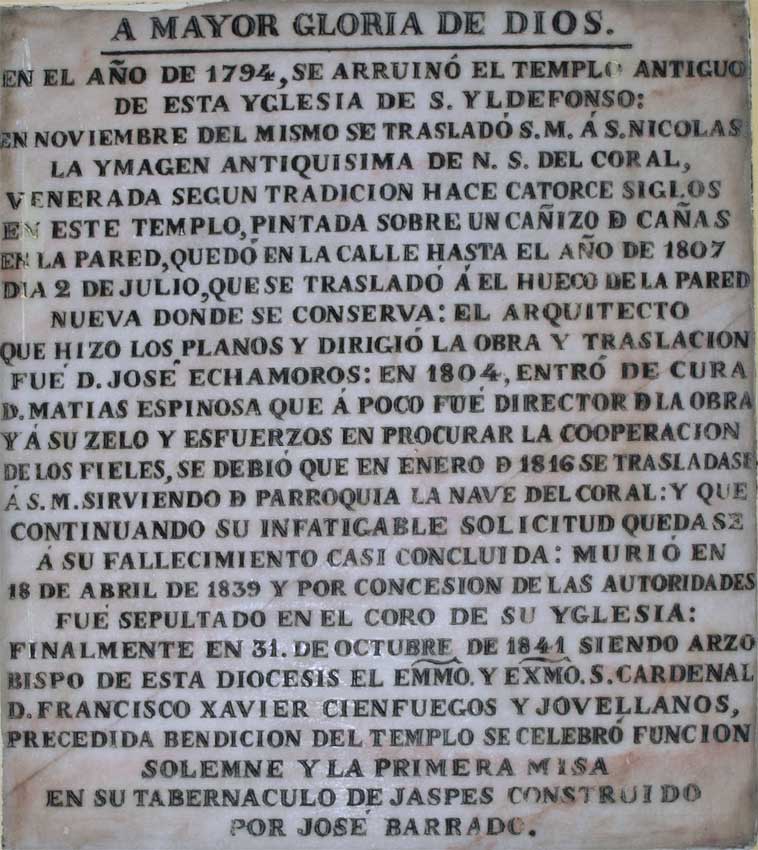 A MAYOR GLORIA DE DIOS.
EN EL AÑO DE 1794, SE ARRUINÓ EL TEMPLO ANTIGUO
DE ESTA YGLESIA DE S. YLDEFONSO:
EN NOVIEMBRE DEL MISMO SE TRASLADÓ S.M. Á S. NICOLAS
LA YMAGEN ANTIQUISIMA DE N. S. DEL CORAL,
VENERADA SEGUN TRADICION HACE CATORCE SIGLOS
EN ESTE TEMPLO, PINTADA SOBRE UN CAÑIZO D CAÑAS
EN LA PARED, QUEDÓ EN LA CALLE HASTA EL AÑO DE 1807
DIA 2 DE JULIO, QUE SE TRASLADÓ Á EL HUECO DE LA PARED
NUEVA DONDE SE CONSERVA: EL ARQUITECTO
QUE HIZO LOS PLANOS Y DIRIGIÓ LA OBRA Y TRASLACION
FUÉ D. JOSÉ ECHAMOROS: EN 1804, ENTRÓ DE CURA
D. MATIAS ESPINOSA QUE Á POCO FUÉ DIRECTOR D LA OBRA
Y Á SU ZELO Y ESFUERZOS EN PROCURAR LA COOPERACION
DE LOS FIELES, SE DEBIÓ QUE EN ENERO D 1816 SE TRASLADASE
Á S. M. SIRVIENDO D PARROQUIA LA NAVE DEL CORAL: Y QUE
CONTINUANDO SU INFATIGABLE SOLICITUD QUEDASE
Á SU FALLECIMIENTO CASI CONCLUIDA: MURIÓ EN
18 DE ABRIL DE 1839 Y POR CONCESION DE LAS AUTORIDADES
FUÉ SEPULTADO EN EL CORO DE SU YGLESIA:
FINALMENTE EN 31. DE OCTUBRE DE 1841 SIENDO ARZO
BISPO DE ESTA DIOCESIS EL EMMO. Y EXMO. S. CARDENAL
D. FRANCISCO XAVIER CIENFUEGOS Y JOVELLANOS,
PRECEDIDA BENDICION DEL TEMPLO SE CELEBRÓ FUNCION
SOLEMNE Y LA PRIMERA MISA
EN SU TABERNACULO DE JASPES CONSTRUIDO
POR JOSÉ BARRADO.